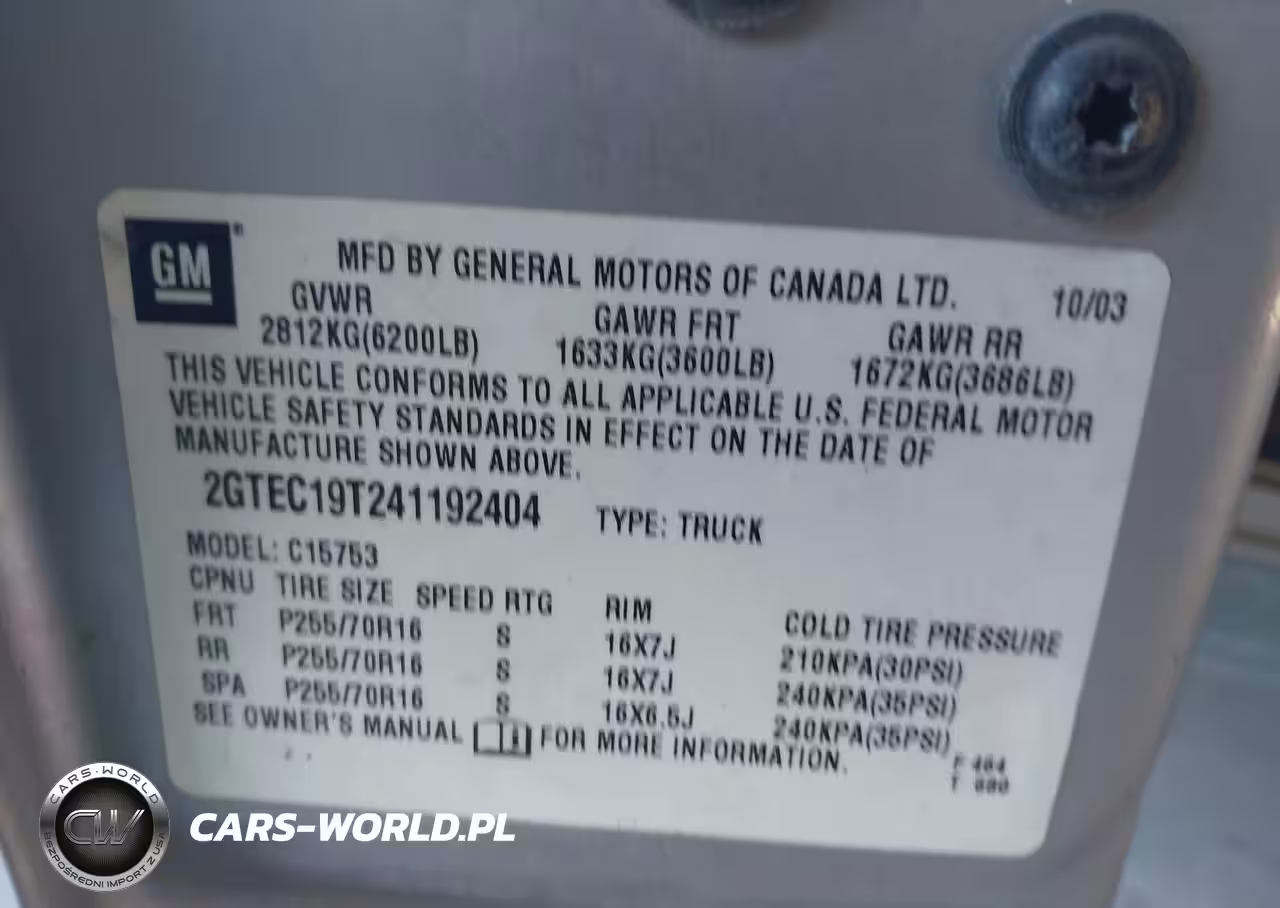 GM®
MFD BY GENERAL MOTORS OF CANADA LTD. 10/03
GVWR GAWR FRT GAWR RR
2812KG(6200LB) 1633KG(3600LB) 1672KG(3686LB)
THIS VEHICLE CONFORMS TO ALL APPLICABLE U.S. FEDERAL MOTOR
VEHICLE SAFETY STANDARDS IN EFFECT ON THE DATE OF
MANUFACTURE SHOWN ABOVE.
2GTEC19T241192404 TYPE: TRUCK
MODEL: C15753
CPNU TIRE SIZE SPEED RTG RIM COLD TIRE PRESSURE
FRT P255/70R16 S 16X7J 210KPA(30PSI)
RR P255/70R16 S 16X7J 240KPA(35PSI)
SPA P255/70R16 S 16X6.5J 240KPA(35PSI)
SEE OWNER'S MANUAL FOR MORE INFORMATION.
F 464
T
CARS-WORLD
CW
BEZPOŚREDNI IMPORT Z USA
CARS-WORLD.PL